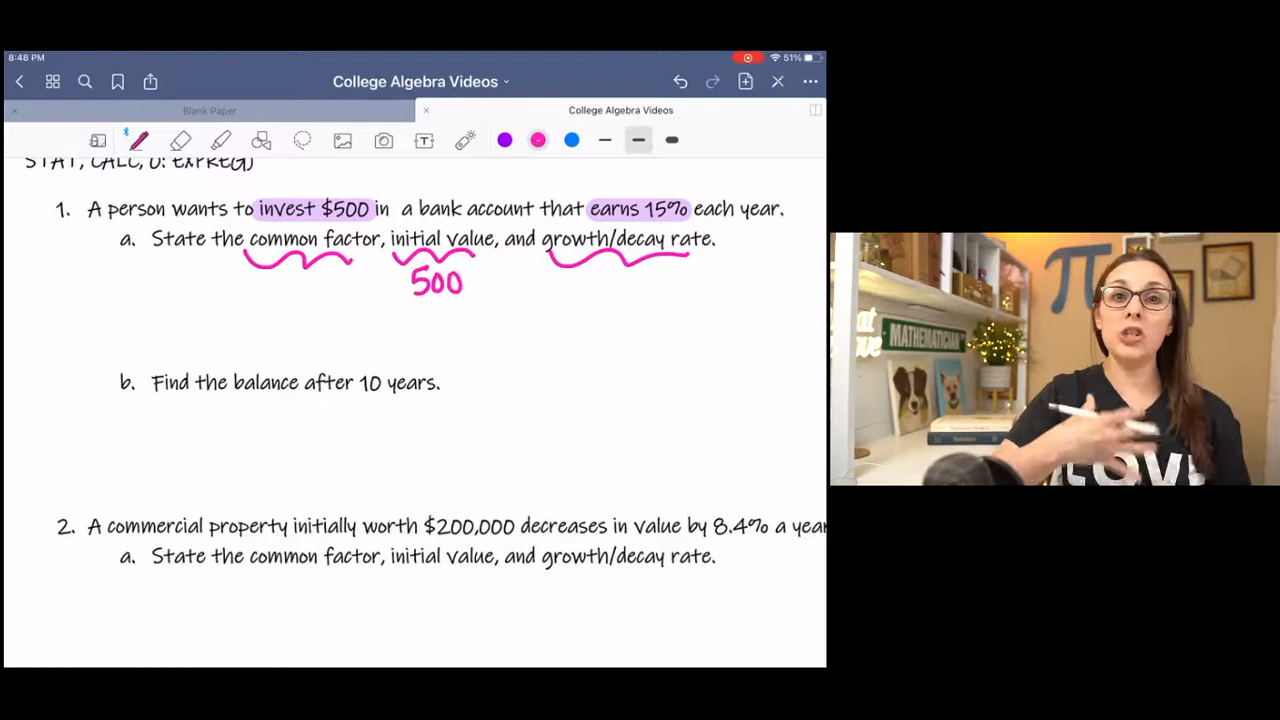 8:48 PM
51%
College Algebra Videos
Blank Paper
College Algebra Videos
STAT, CALC, 0: EXPREG
1. A person wants to invest $500 in a bank account that earns 15% each year.
a. State the common factor, initial value, and growth/decay rate.
500
b. Find the balance after 10 years.
2. A commercial property initially worth $200,000 decreases in value by 8.4% a year
a. State the common factor, initial value, and growth/decay rate.
MATHEMATICIAN
π
LOVE